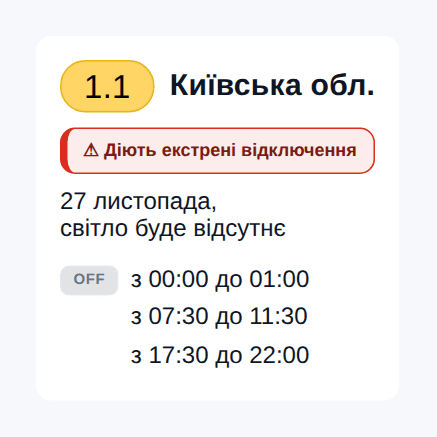 1.1 Київська обл.
⚠ Діють екстрені відключення
27 листопада,
світло буде відсутнє
OFF з 00:00 до 01:00
з 07:30 до 11:30
з 17:30 до 22:00